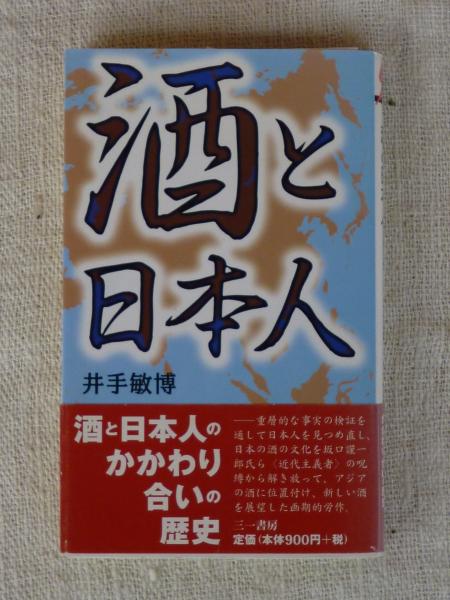 酒と
日本人
井手敏博
酒と日本人の
かかわり
合いの
歴史
──重層的な事実の検証を
通して日本人を見つめ直し、
日本の酒の文化を坂口謹一
郎氏ら〈近代主義者〉の呪
縛から解き放って、アジア
の酒に位置付け、新しい酒
を展望した画期的労作。
三一書房
定価(本体900円+税)